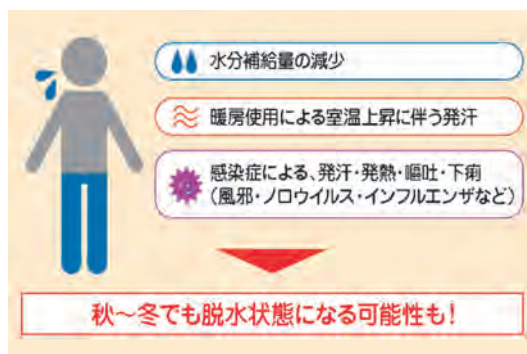 水分補給量の減少
暖房使用による室温上昇に伴う発汗
感染症による、発汗・発熱・嘔吐・下痢
（風邪・ノロウイルス・インフルエンザなど）
秋～冬でも脱水状態になる可能性も！